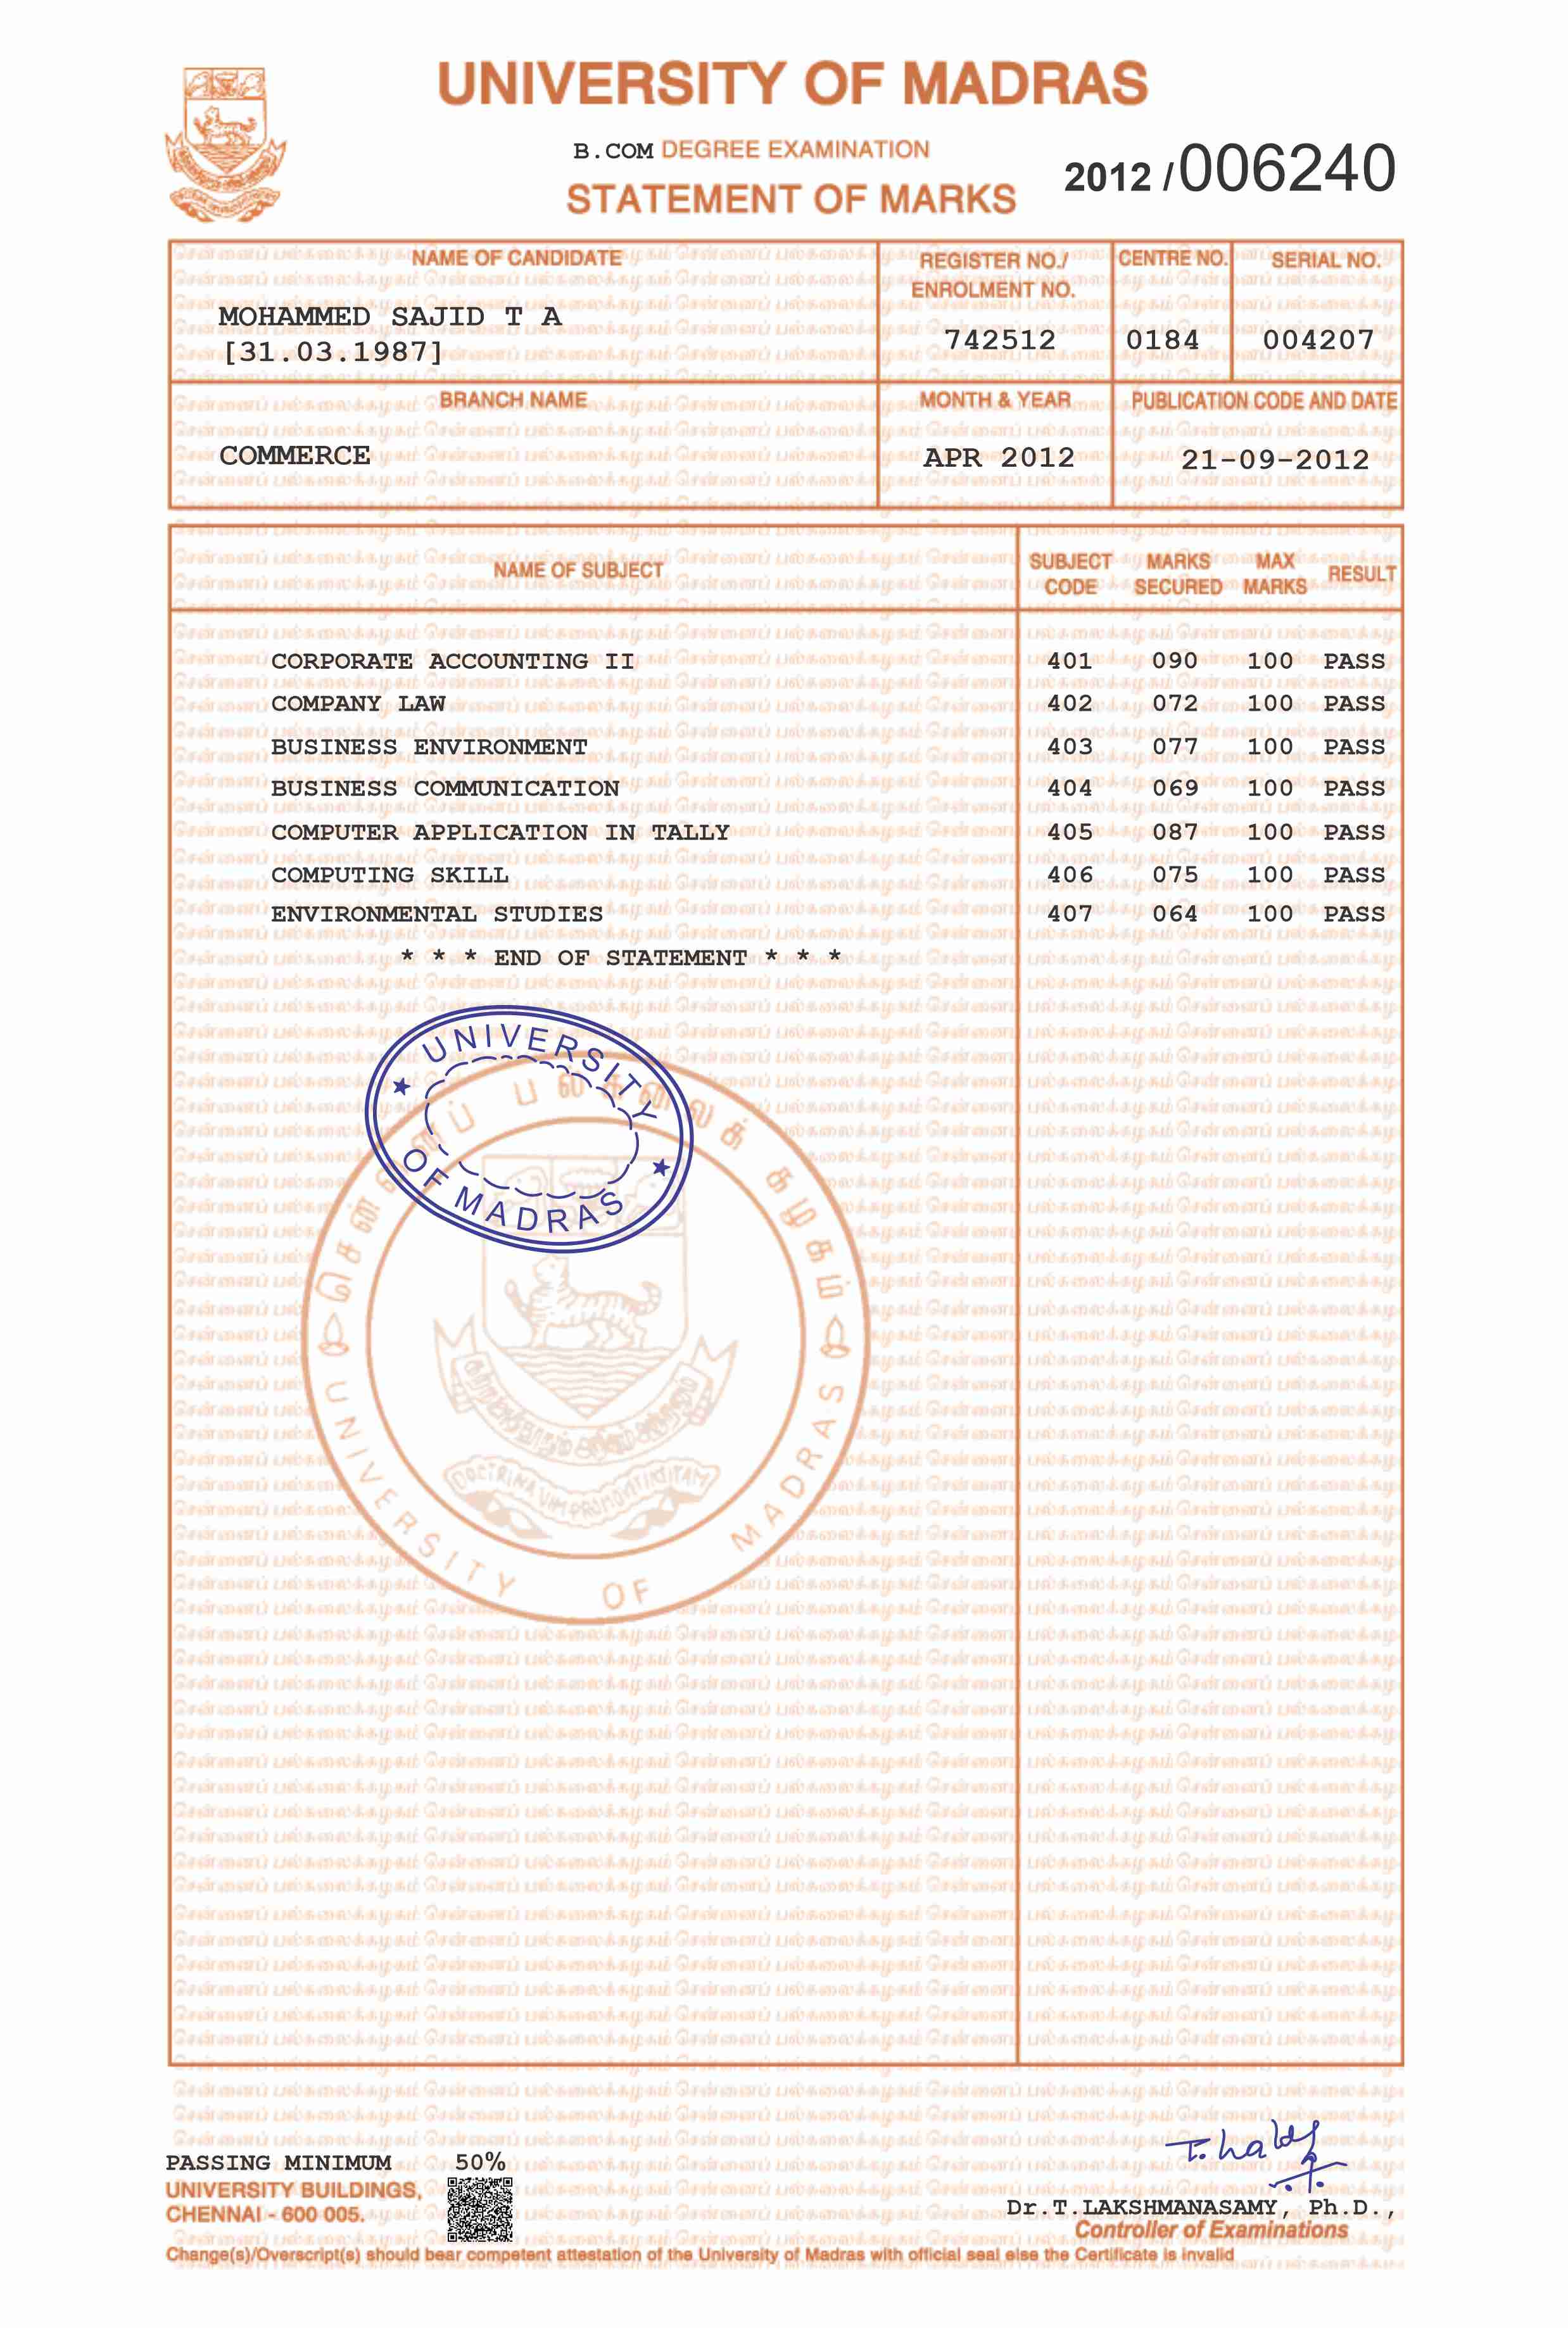 UNIVERSITY OF MADRAS
B.COM DEGREE EXAMINATION
STATEMENT OF MARKS
2012 / 006240
NAME OF CANDIDATE
MOHAMMED SAJID T A
[31.03.1987]
REGISTER NO./
ENROLMENT NO.
742512
CENTRE NO.
0184
SERIAL NO.
004207
BRANCH NAME
COMMERCE
MONTH & YEAR
APR 2012
PUBLICATION CODE AND DATE
21-09-2012
NAME OF SUBJECT SUBJECT CODE MARKS SECURED MAX MARKS RESULT
CORPORATE ACCOUNTING II 401 090 100 PASS
COMPANY LAW 402 072 100 PASS
BUSINESS ENVIRONMENT 403 077 100 PASS
BUSINESS COMMUNICATION 404 069 100 PASS
COMPUTER APPLICATION IN TALLY 405 087 100 PASS
COMPUTING SKILL 406 075 100 PASS
ENVIRONMENTAL STUDIES 407 064 100 PASS
* * * END OF STATEMENT * * *
UNIVERSITY
OF MADRAS
சென்னைப் பல்கலைக் கழகம்
UNIVERSITY OF MADRAS
PASSING MINIMUM 50%
UNIVERSITY BUILDINGS,
CHENNAI - 600 005.
Dr.T.LAKSHMANASAMY, Ph.D.,
Controller of Examinations
Change(s)/Overscript(s) should bear competent attestation of the University of Madras with official seal else the Certificate is invalid